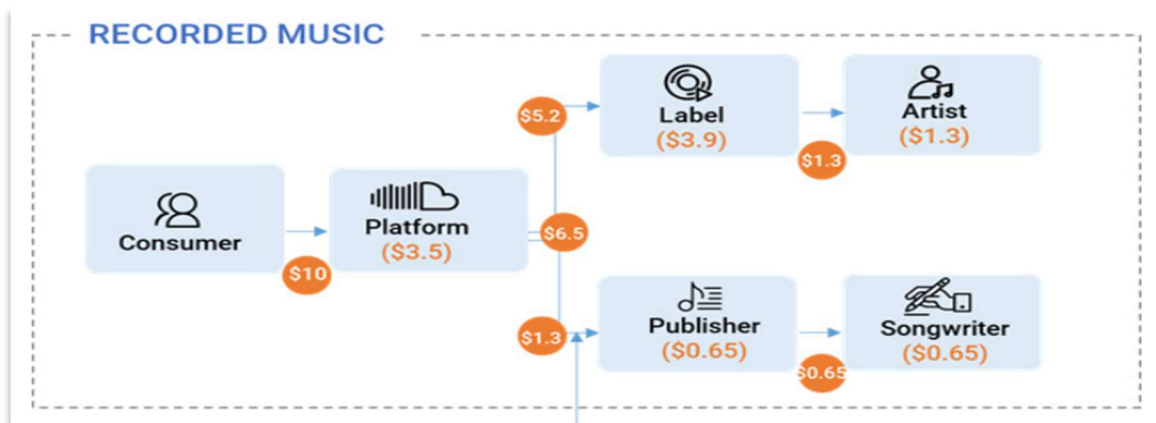 RECORDED MUSIC
Consumer
$10
Platform
($3.5)
$6.5
$5.2
Label
($3.9)
$1.3
Artist
($1.3)
$1.3
Publisher
($0.65)
$0.65
Songwriter
($0.65)